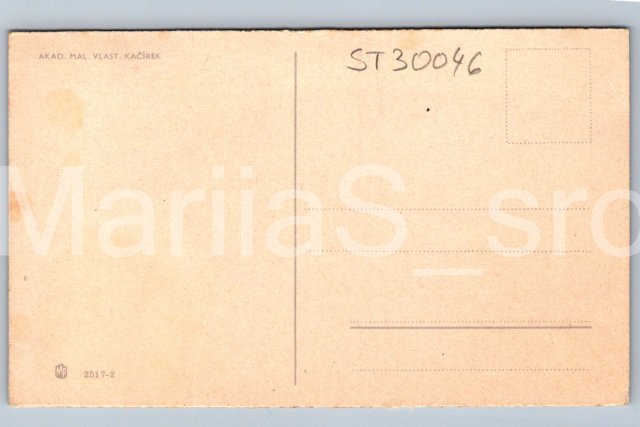 AKAD. MAL. VLAST. KAČÍREK
ST30046
MariiaS_sro
2517-2